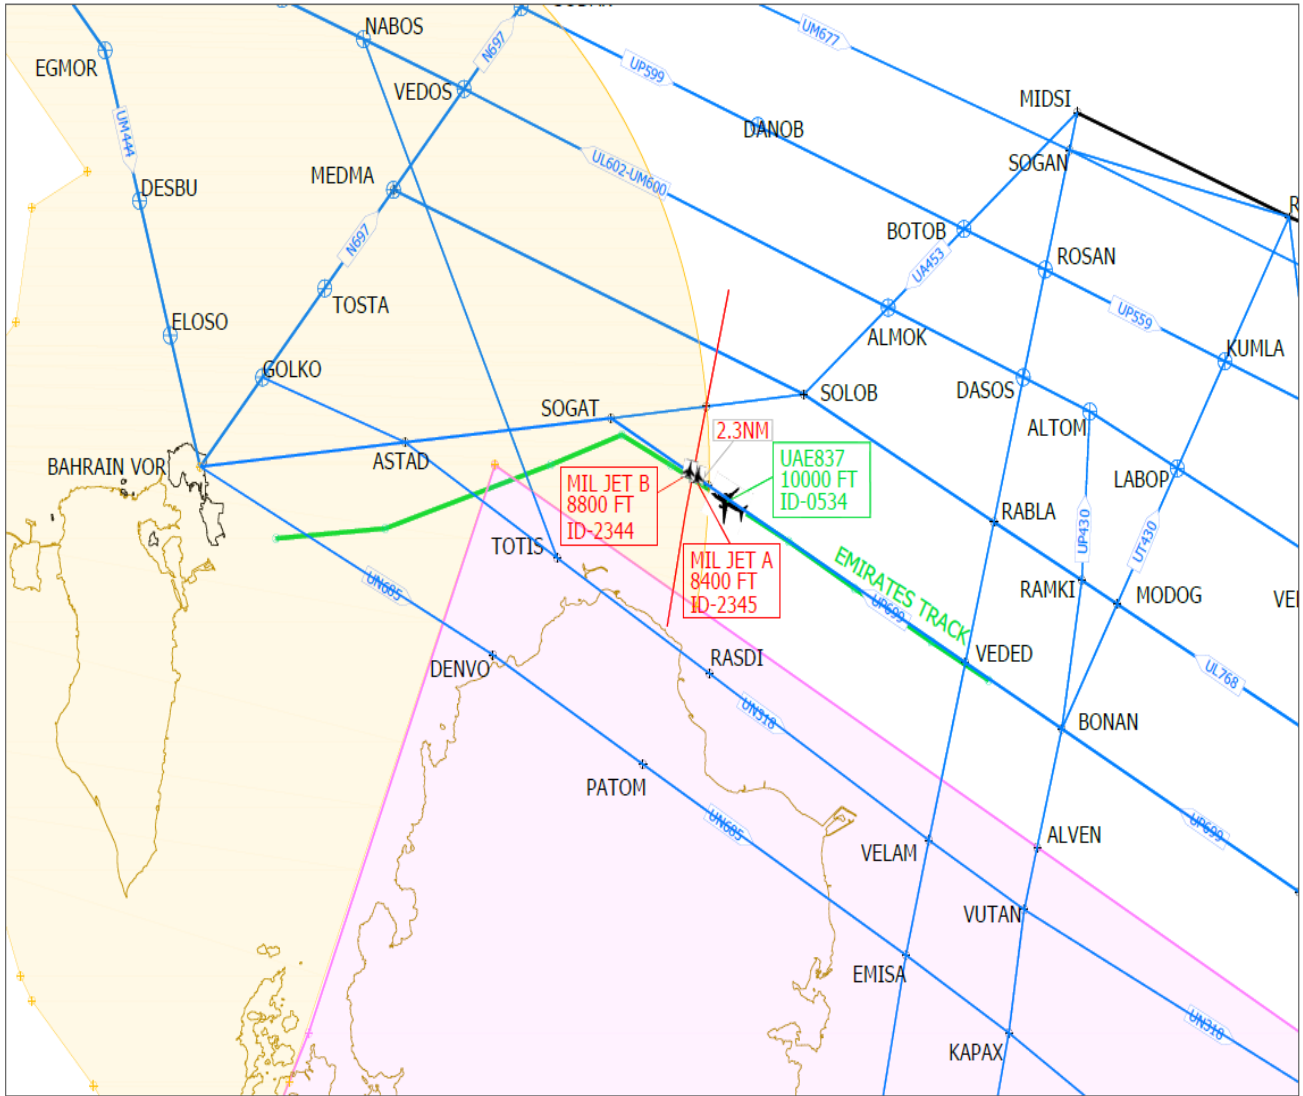 NABOS
EGMOR
N697
UM677
UP599
VEDOS
MIDSI
UM444
DANOB
SOGAN
UL602-UM600
DESBU
MEDMA
R
BOTOB
N697
ROSAN
UA453
TOSTA
UP559
ELOSO
ALMOK
KUMLA
GOLKO
SOLOB
DASOS
SOGAT
ALTOM
2.3NM
BAHRAIN VOR
ASTAD
UAE837
10000 FT
ID-0534
LABOP
MIL JET B
8800 FT
ID-2344
RABLA
UP430
UT430
TOTIS
MIL JET A
8400 FT
ID-2345
EMIRATES TRACK
UN685
UP699
RAMKI
MODOG
VEDED
RASDI
DENVO
UL768
UN318
BONAN
PATOM
UN685
UP699
ALVEN
VELAM
VUTAN
EMISA
UN318
KAPAX